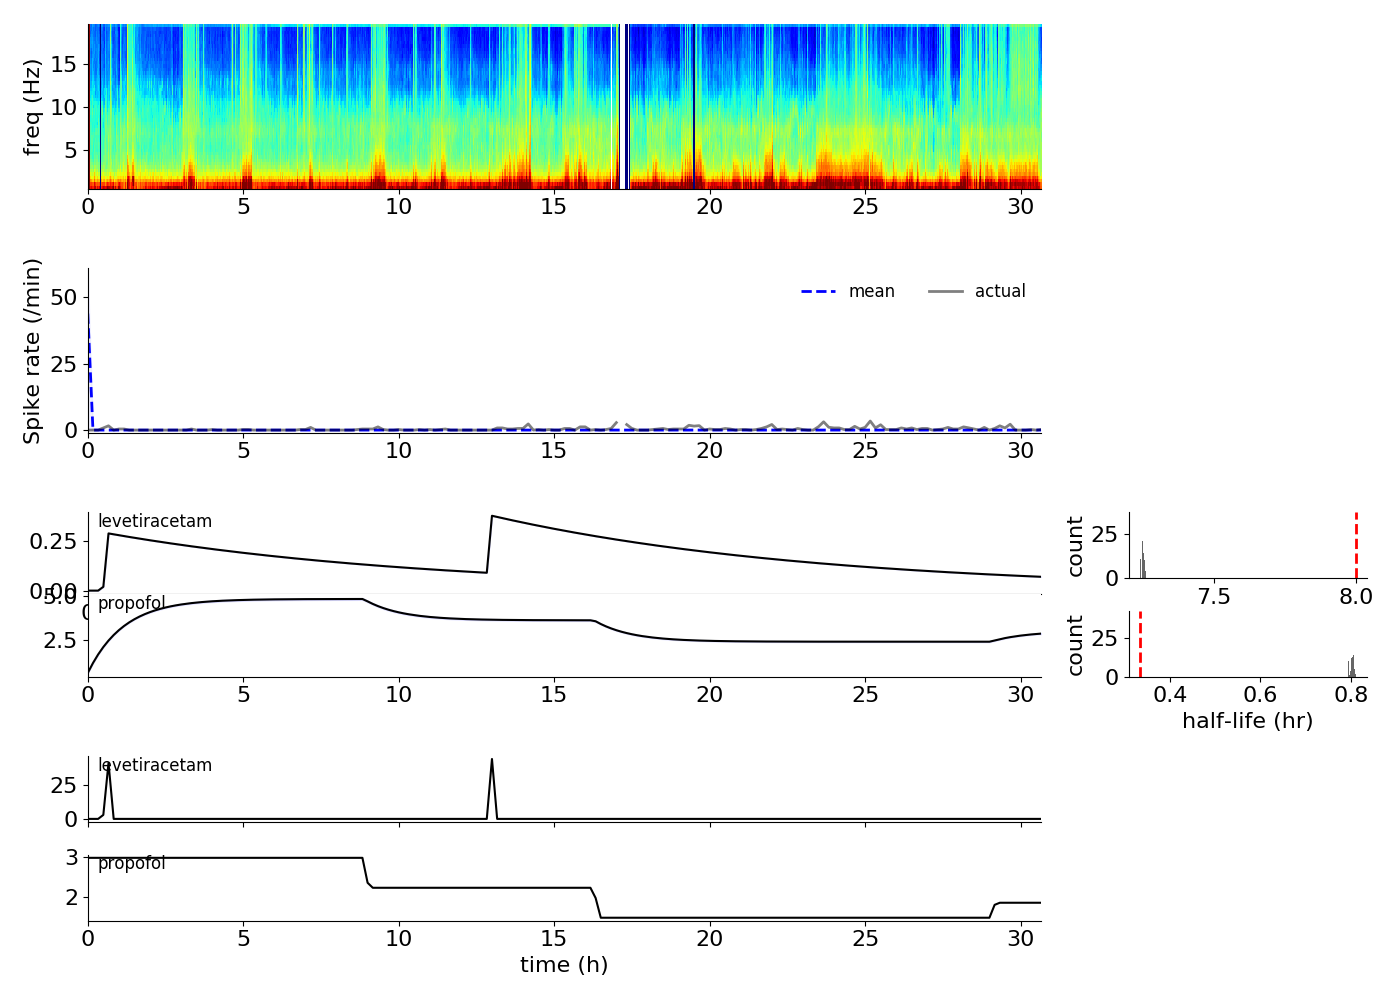 freq (Hz)
15
10
5
0 5 10 15 20 25 30
Spike rate (/min)
50
25
0
mean actual
0 5 10 15 20 25 30
levetiracetam
0.25
0.00
count
25
0
7.5 8.0
propofol
5.0
2.5
0 5 10 15 20 25 30
count
25
0
0.4 0.6 0.8
half-life (hr)
levetiracetam
25
0
propofol
3
2
0 5 10 15 20 25 30
time (h)